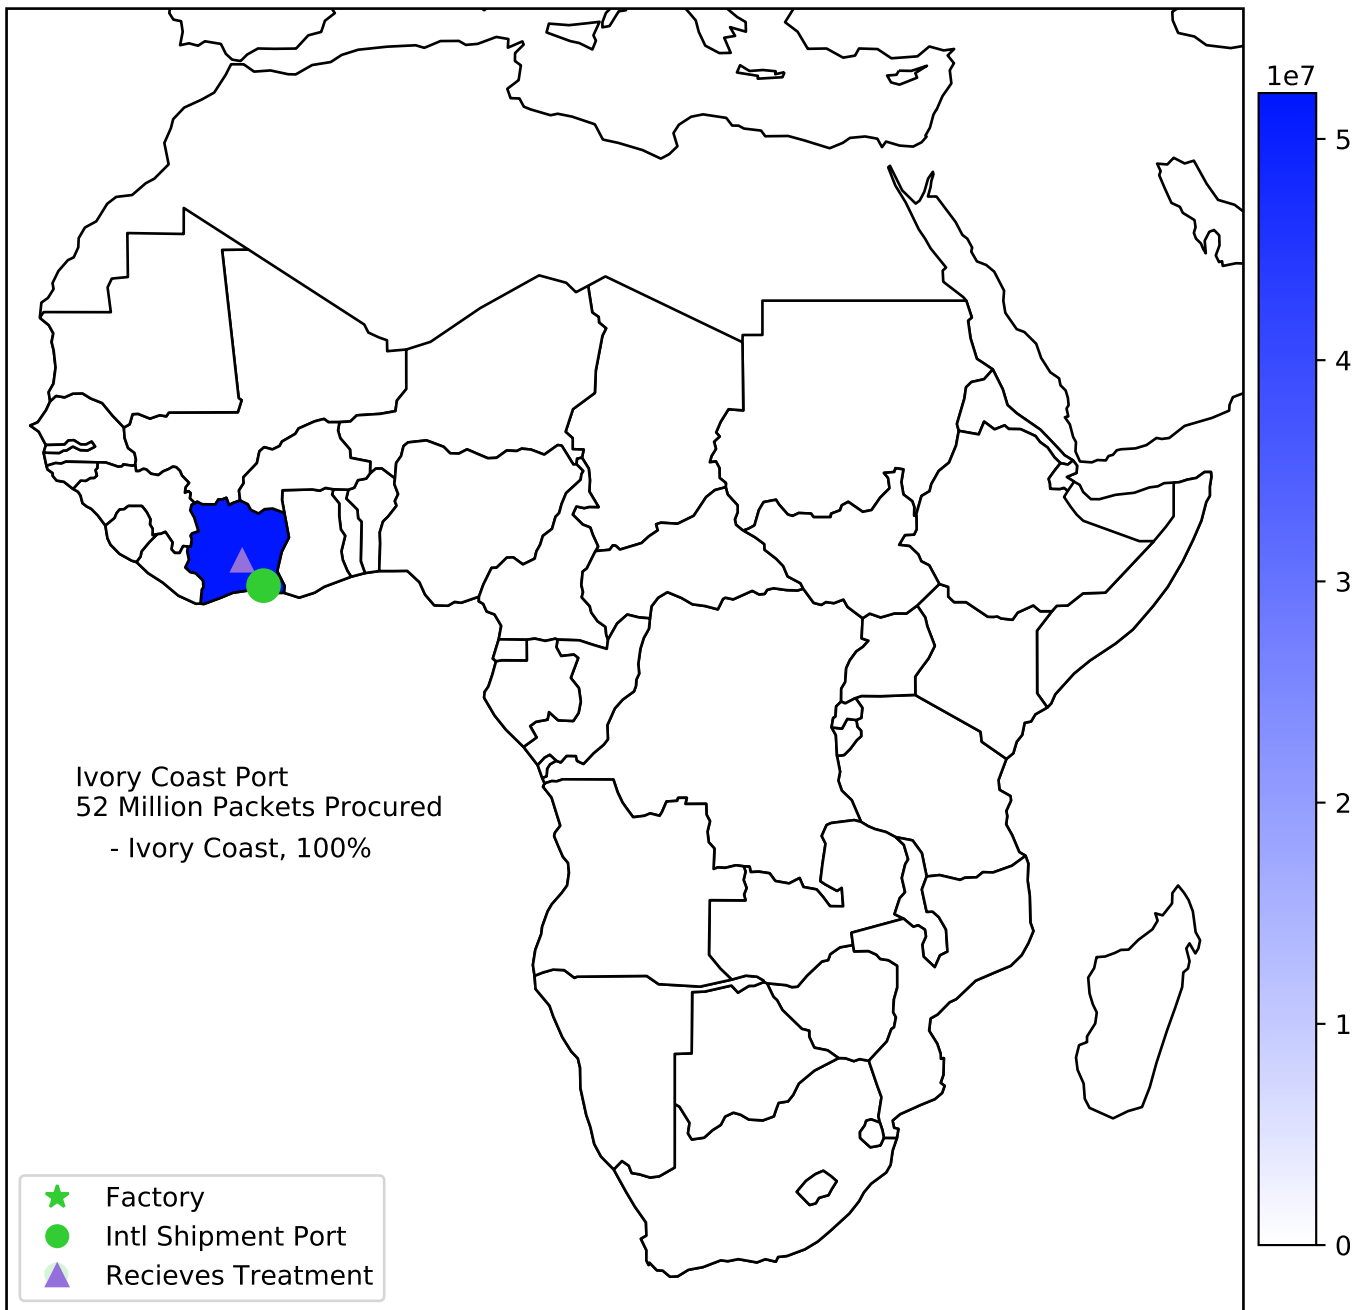 1e7
5
4
3
2
1
0
Ivory Coast Port
52 Million Packets Procured
- Ivory Coast, 100%
Factory
Intl Shipment Port
Recieves Treatment